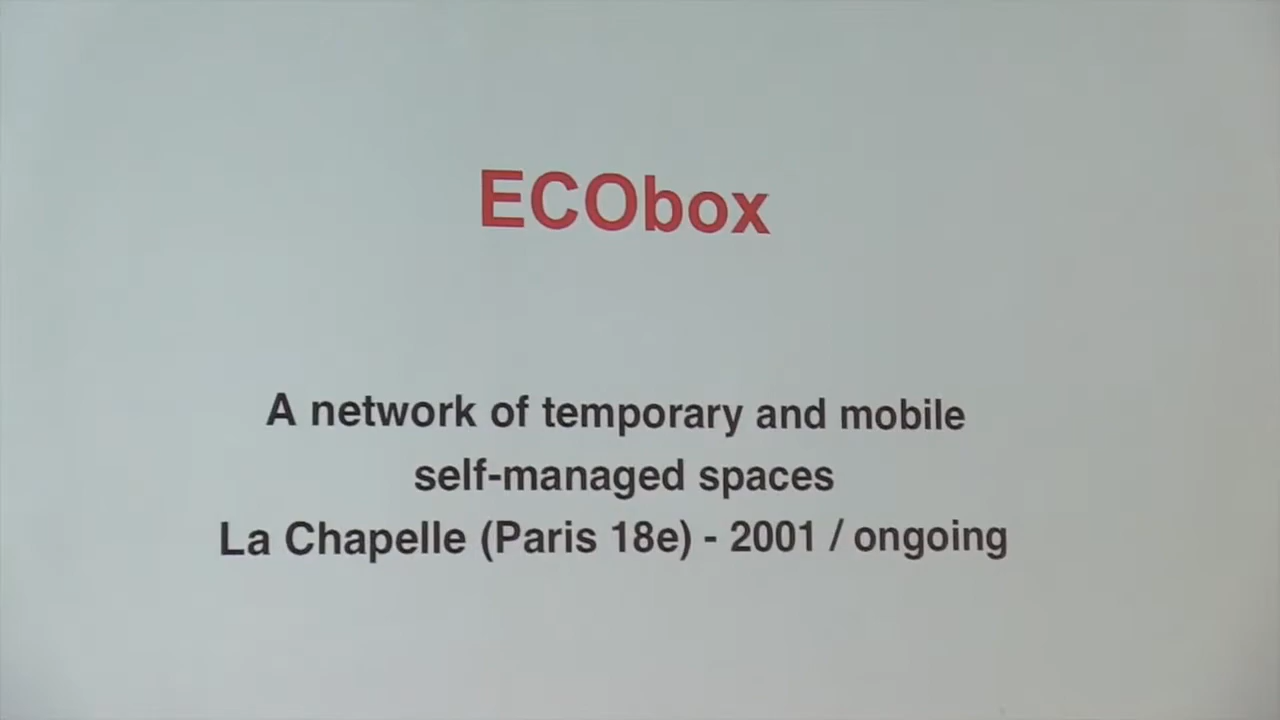 ECObox
A network of temporary and mobile
self-managed spaces
La Chapelle (Paris 18e) - 2001 / ongoing